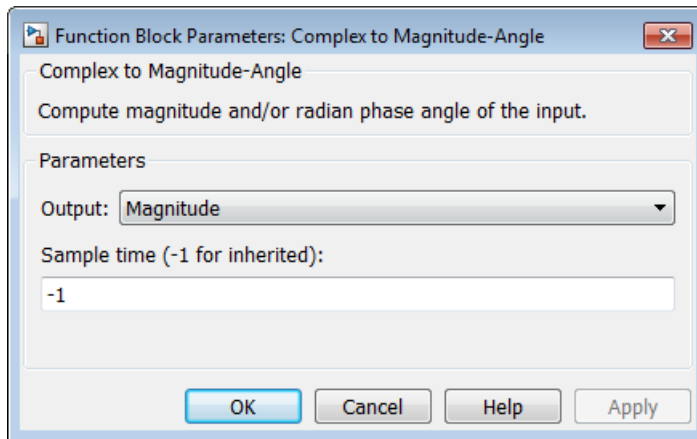 Function Block Parameters: Complex to Magnitude-Angle
Complex to Magnitude-Angle
Compute magnitude and/or radian phase angle of the input.
Parameters
Output: Magnitude
Sample time (-1 for inherited):
-1
OK Cancel Help Apply